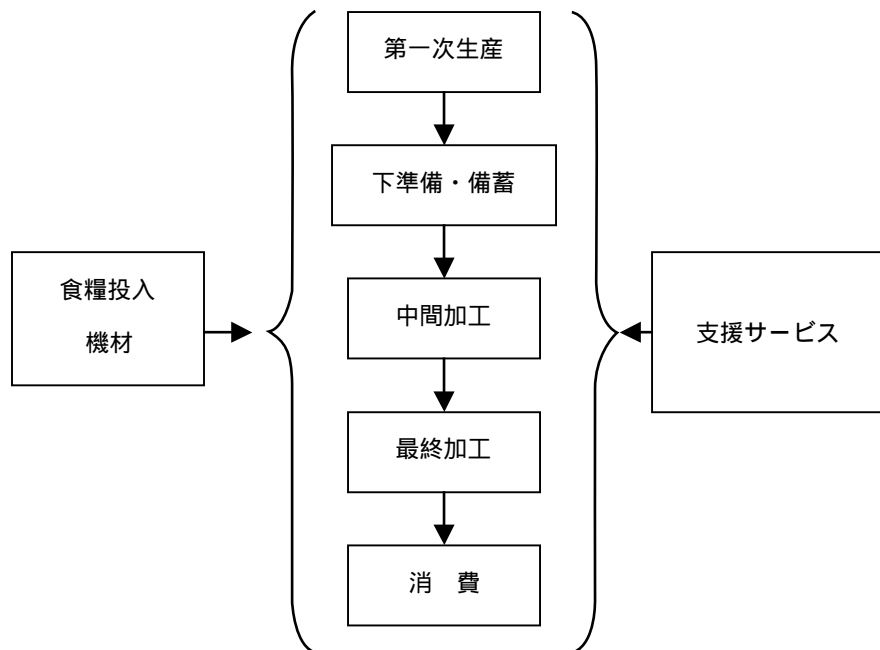 第一次生産
下準備・備蓄
食糧投入
機材
中間加工
支援サービス
最終加工
消　費